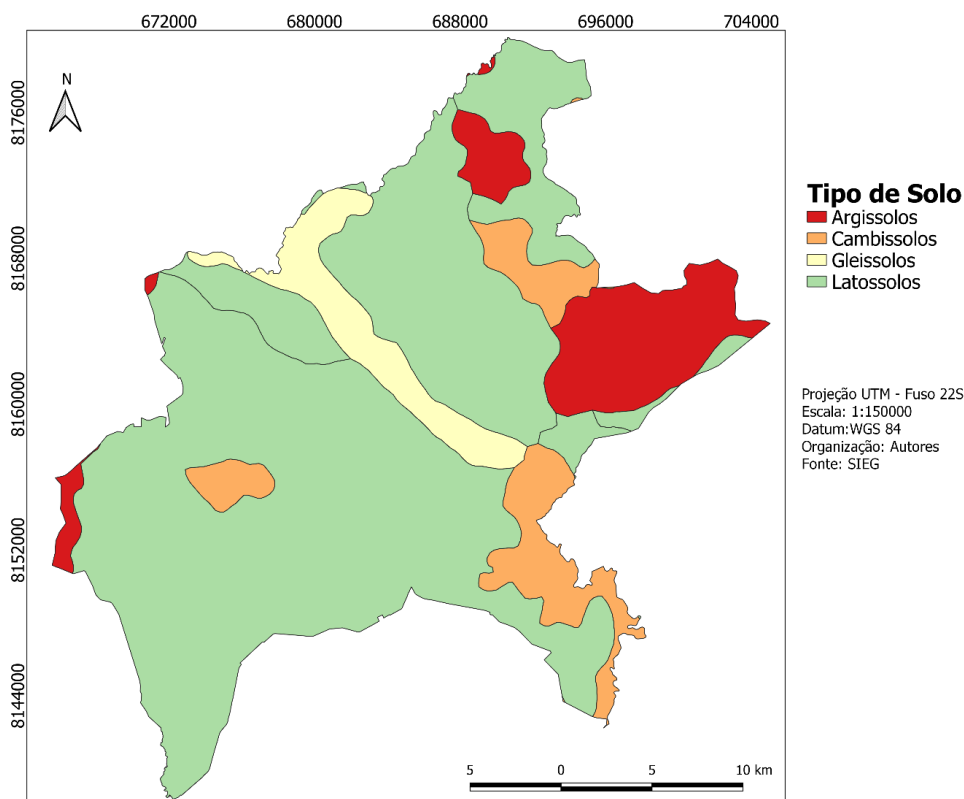 672000 680000 688000 696000 704000
N
8176000
8168000
8160000
8152000
8144000
Tipo de Solo
Argissolos
Cambissolos
Gleissolos
Latossolos
Projeção UTM - Fuso 22S
Escala: 1:150000
Datum:WGS 84
Organização: Autores
Fonte: SIEG
5 0 5 10 km